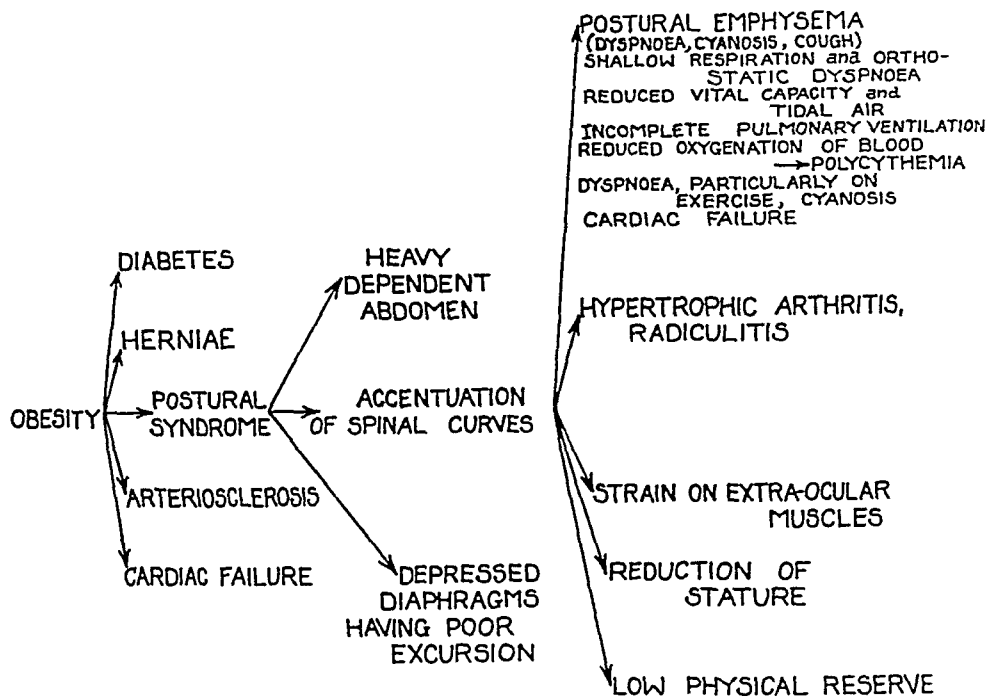 OBESITY
DIABETES
HERNIAE
POSTURAL
SYNDROME
ARTERIOSCLEROSIS
CARDIAC FAILURE
HEAVY
DEPENDENT
ABDOMEN
ACCENTUATION
OF SPINAL CURVES
DEPRESSED
DIAPHRAGMS
HAVING POOR
EXCURSION
POSTURAL EMPHYSEMA
(DYSPNOEA, CYANOSIS, COUGH)
SHALLOW RESPIRATION and ORTHO-
STATIC DYSPNOEA
REDUCED VITAL CAPACITY and
TIDAL AIR
INCOMPLETE PULMONARY VENTILATION
REDUCED OXYGENATION OF BLOOD
→POLYCYTHEMIA
DYSPNOEA, PARTICULARLY ON
EXERCISE, CYANOSIS
CARDIAC FAILURE
HYPERTROPHIC ARTHRITIS,
RADICULITIS
STRAIN ON EXTRA-OCULAR
MUSCLES
REDUCTION OF
STATURE
LOW PHYSICAL RESERVE